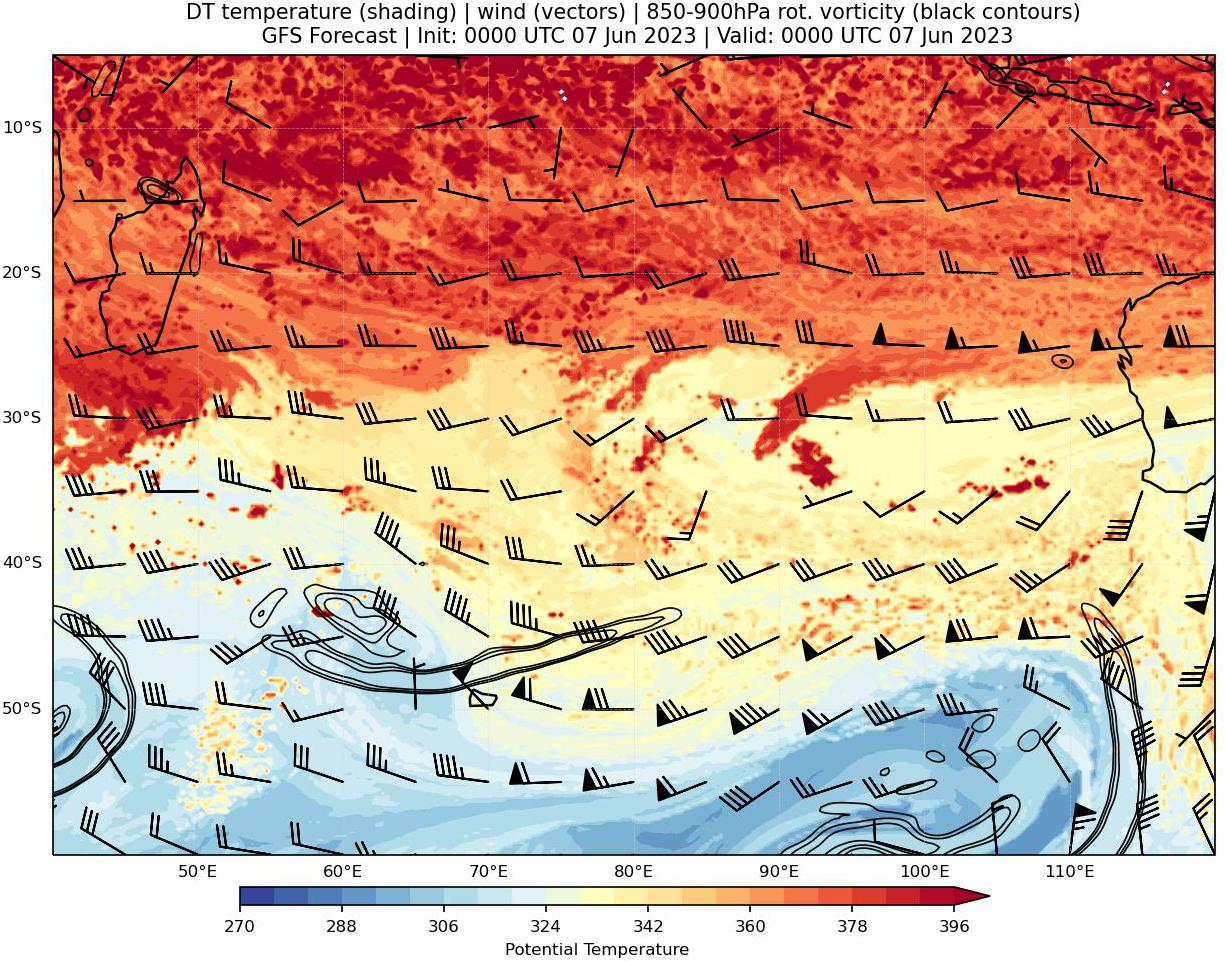 DT temperature (shading) | wind (vectors) | 850-900hPa rot. vorticity (black contours)
GFS Forecast | Init: 0000 UTC 07 Jun 2023 | Valid: 0000 UTC 07 Jun 2023
10°S
20°S
30°S
40°S
50°S
50°E 60°E 70°E 80°E 90°E 100°E 110°E
270 288 306 324 342 360 378 396
Potential Temperature